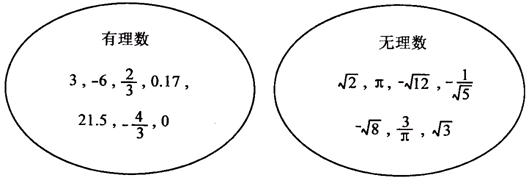 有理数
3 , -6 , 2/3 , 0.17 ,
21.5 , -4/3 , 0
无理数
√2 , π , -√12 , -1/√5
-√8 , 3/π , √3